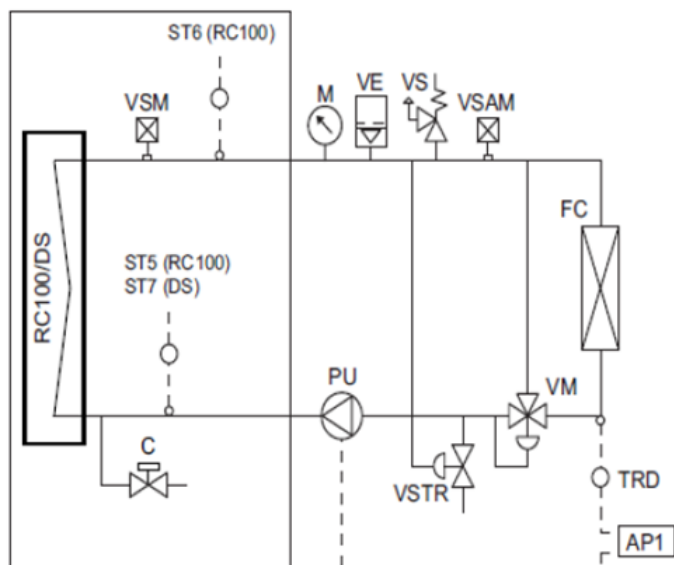 ST6 (RC100)
VSM
M
VE
VS
VSAM
FC
RC100/DS
ST5 (RC100)
ST7 (DS)
PU
VM
C
VSTR
TRD
AP1